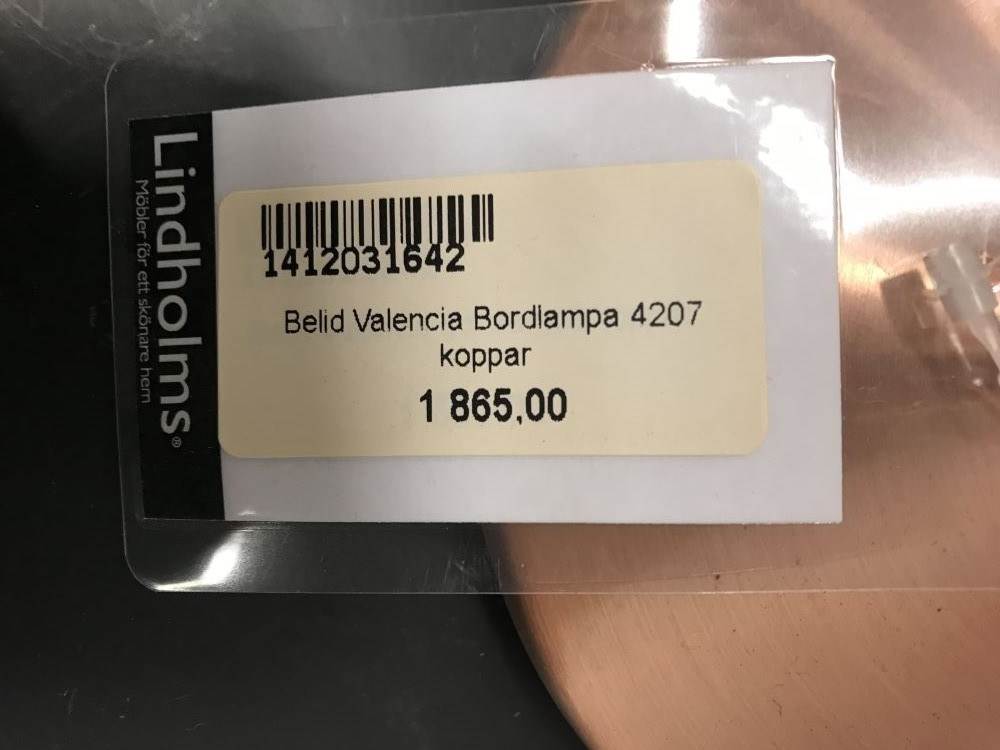 Lindholms®
Möbler för ett skönare hem
1412031642
Belid Valencia Bordlampa 4207
koppar
1 865,00